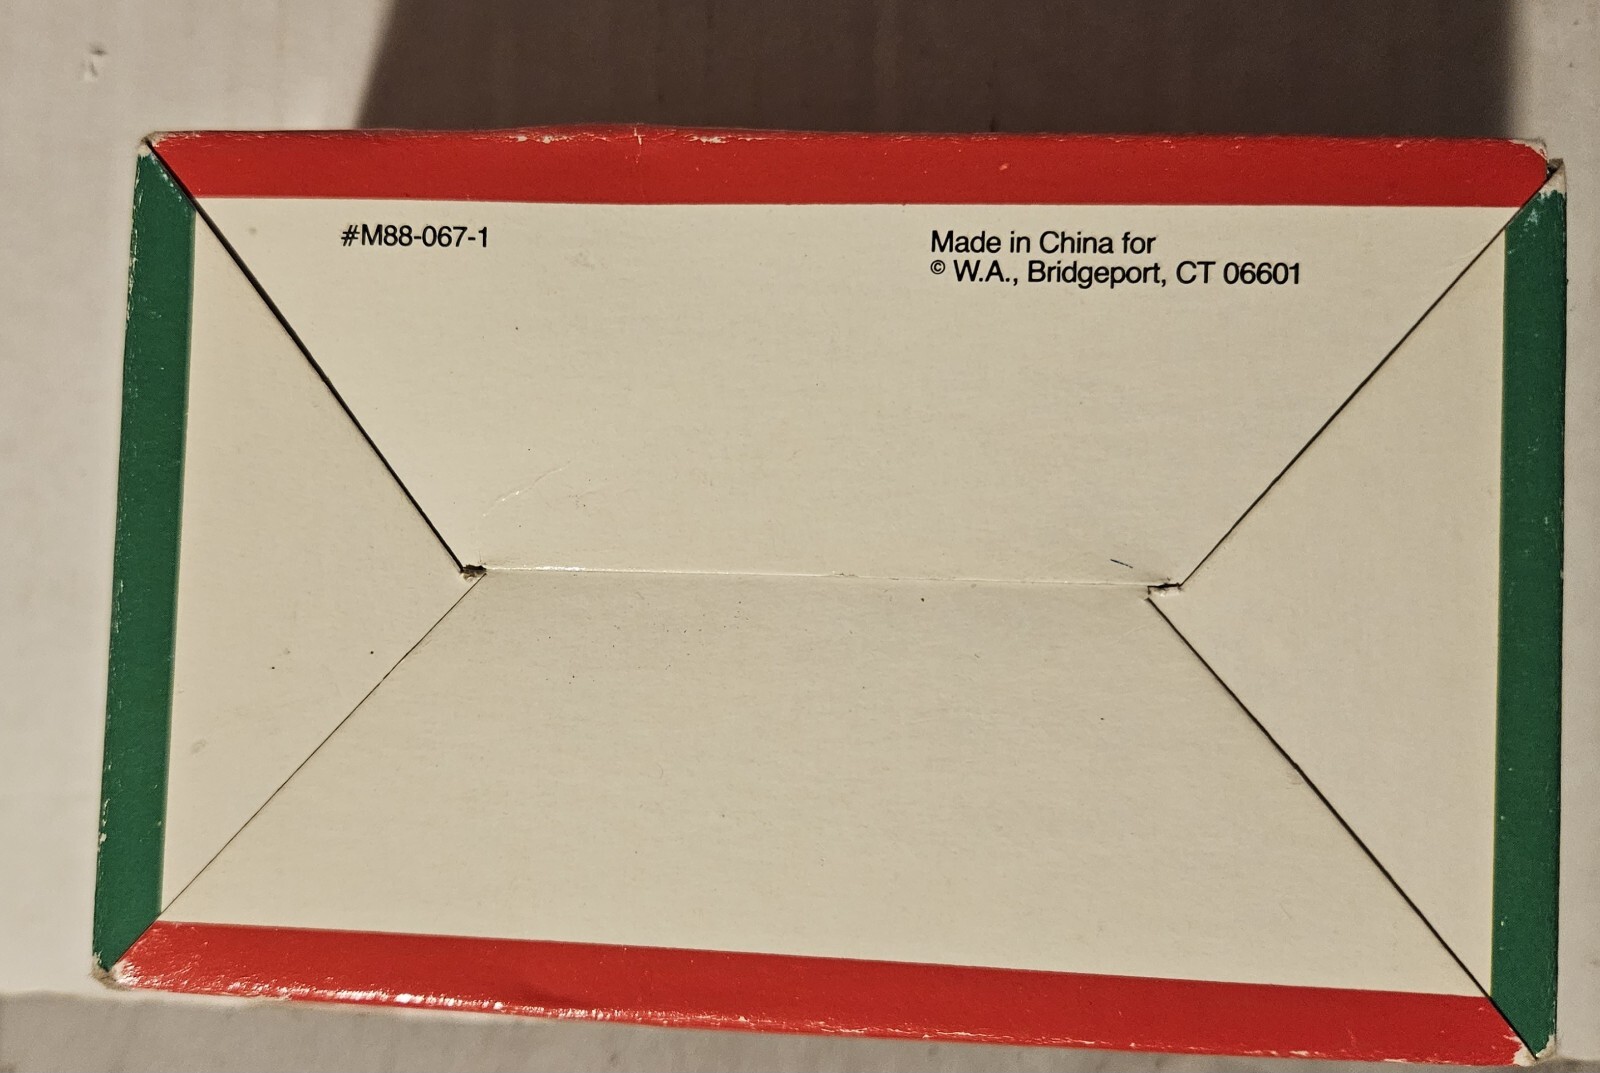 #M88-067-1
Made in China for
© W.A., Bridgeport, CT 06601